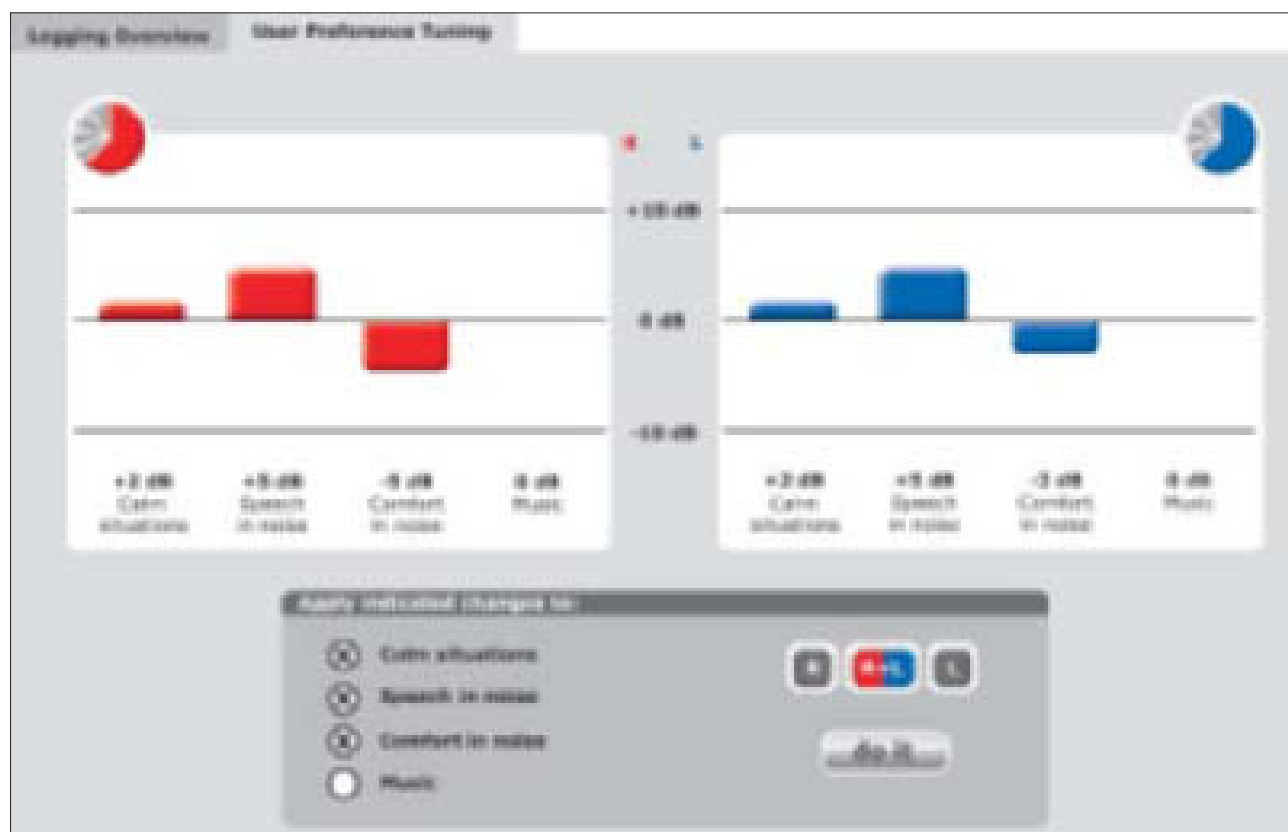 Logging Overview
User Preference Tuning
R L
+10 dB
0 dB
-10 dB
+2 dB
Calm
situations
+5 dB
Speech
in noise
-5 dB
Comfort
in noise
0 dB
Music
+2 dB
Calm
situations
+5 dB
Speech
in noise
-3 dB
Comfort
in noise
0 dB
Music
Apply indicated changes to:
X Calm situations
X Speech in noise
X Comfort in noise
Music
R R+L L
do it